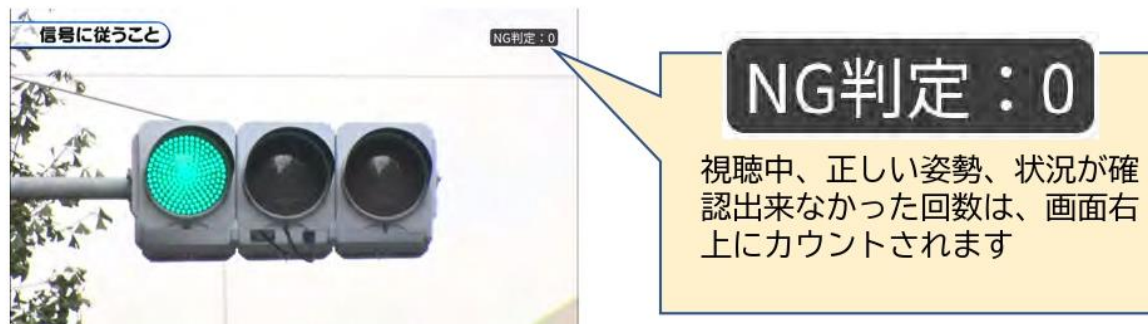 信号に従うこと
NG判定：0
NG判定：0
視聴中、正しい姿勢、状況が確
認出来なかった回数は、画面右
上にカウントされます